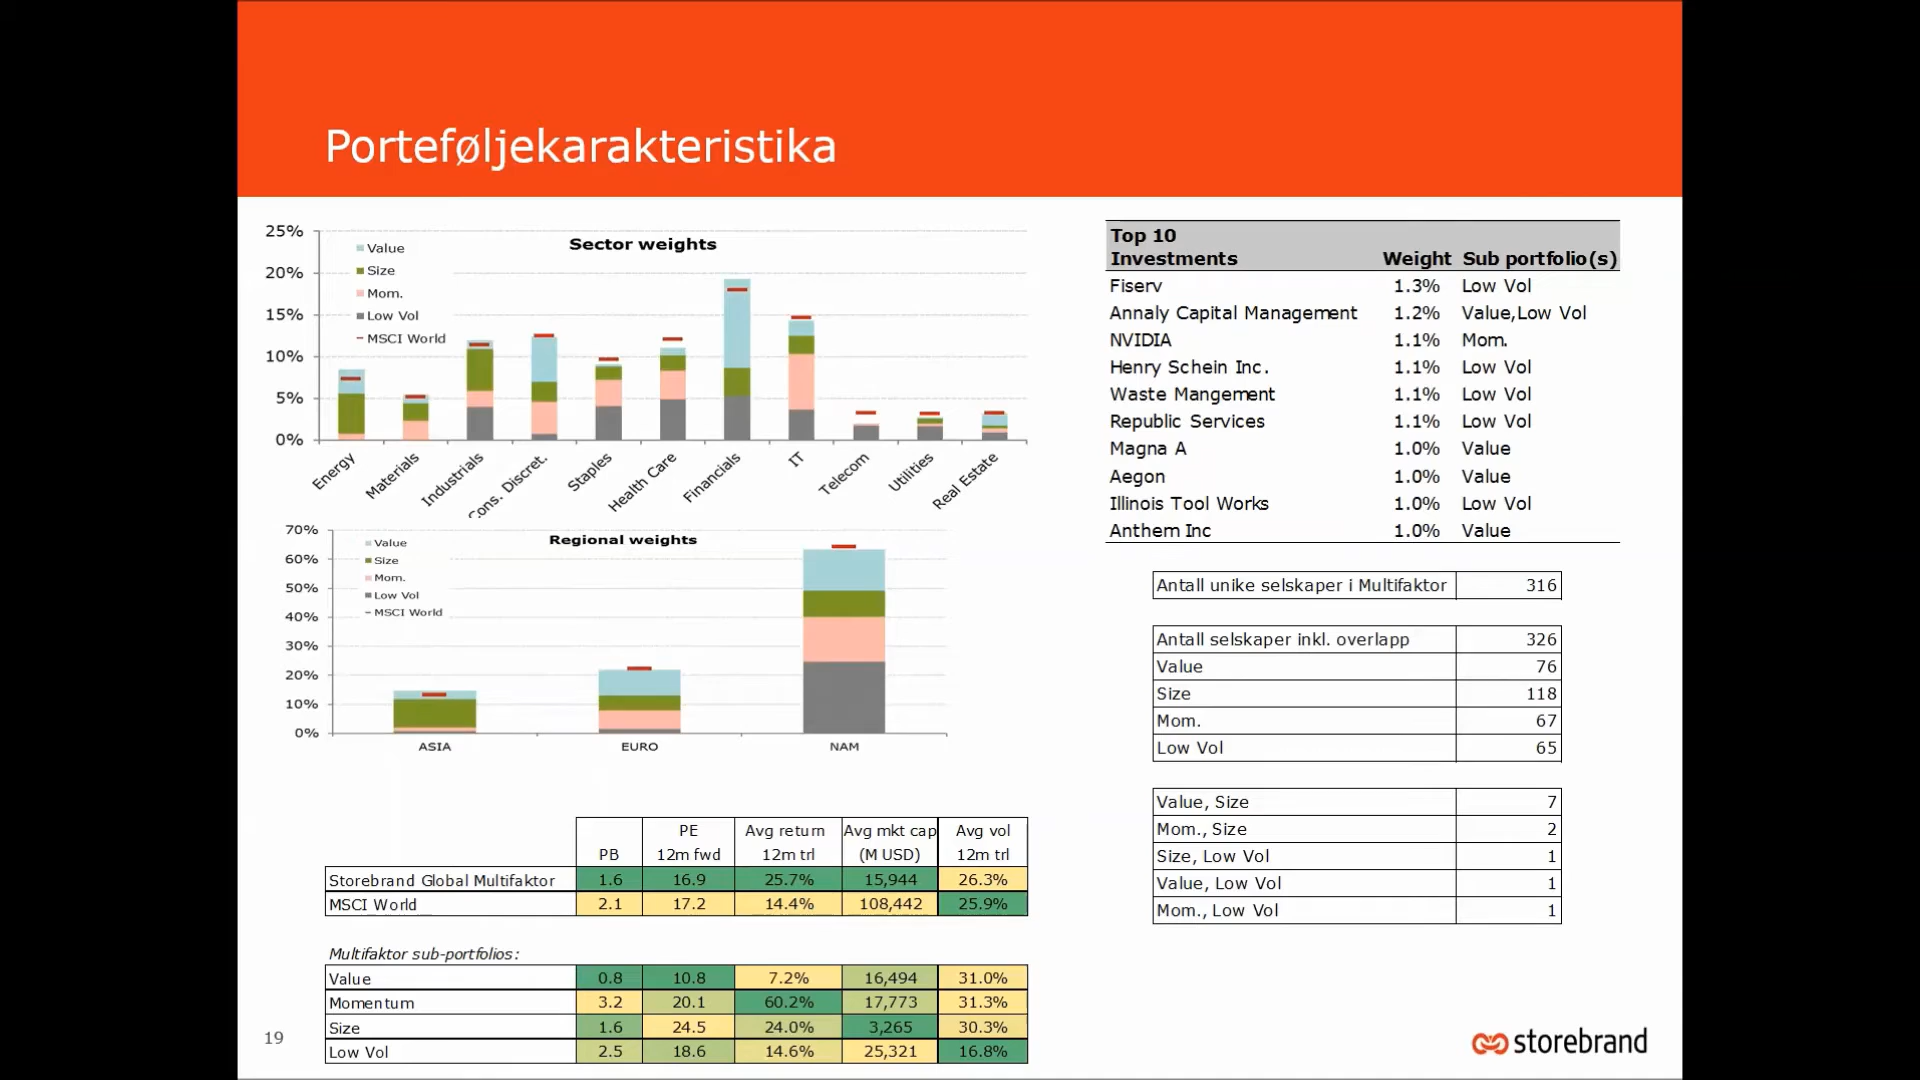 Porteføljekarakteristika
Sector weights
25%
20%
15%
10%
5%
0%
Value
Size
Mom.
Low Vol
MSCI World
Energy
Materials
Industrials
Cons. Discret.
Staples
Health Care
Financials
IT
Telecom
Utilities
Real Estate
Regional weights
70%
60%
50%
40%
30%
20%
10%
0%
Value
Size
Mom.
Low Vol
MSCI World
ASIA
EURO
NAM
PE Avg return Avg mkt cap Avg vol
PB 12m fwd 12m trl (M USD) 12m trl
Storebrand Global Multifaktor 1.6 16.9 25.7% 15,944 26.3%
MSCI World 2.1 17.2 14.4% 108,442 25.9%
Multifaktor sub-portfolios:
Value 0.8 10.8 7.2% 16,494 31.0%
Momentum 3.2 20.1 60.2% 17,773 31.3%
Size 1.6 24.5 24.0% 3,265 30.3%
Low Vol 2.5 18.6 14.6% 25,321 16.8%
Top 10
Investments Weight Sub portfolio(s)
Fiserv 1.3% Low Vol
Annaly Capital Management 1.2% Value,Low Vol
NVIDIA 1.1% Mom.
Henry Schein Inc. 1.1% Low Vol
Waste Mangement 1.1% Low Vol
Republic Services 1.1% Low Vol
Magna A 1.0% Value
Aegon 1.0% Value
Illinois Tool Works 1.0% Low Vol
Anthem Inc 1.0% Value
Antall unike selskaper i Multifaktor 316
Antall selskaper inkl. overlapp 326
Value 76
Size 118
Mom. 67
Low Vol 65
Value, Size 7
Mom., Size 2
Size, Low Vol 1
Value, Low Vol 1
Mom., Low Vol 1
19
storebrand